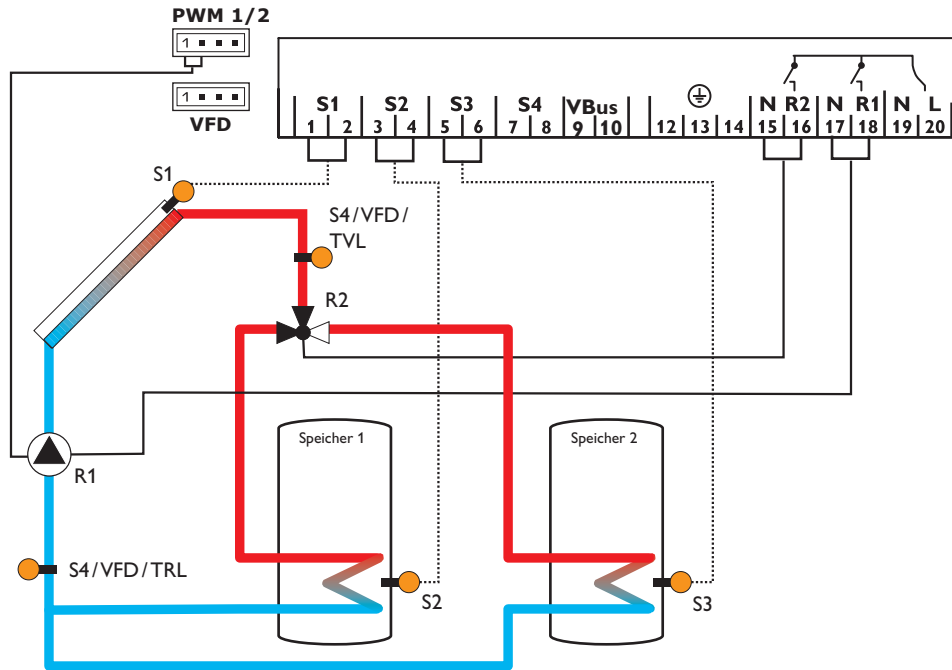 PWM 1/2
1
1
VFD
S1 S2 S3 S4 VBus N R2 N R1 N L
1 2 3 4 5 6 7 8 9 10 12 13 14 15 16 17 18 19 20
S1
S4/VFD/
TVL
R2
Speicher 1
Speicher 2
R1
S4/VFD/TRL
S2
S3